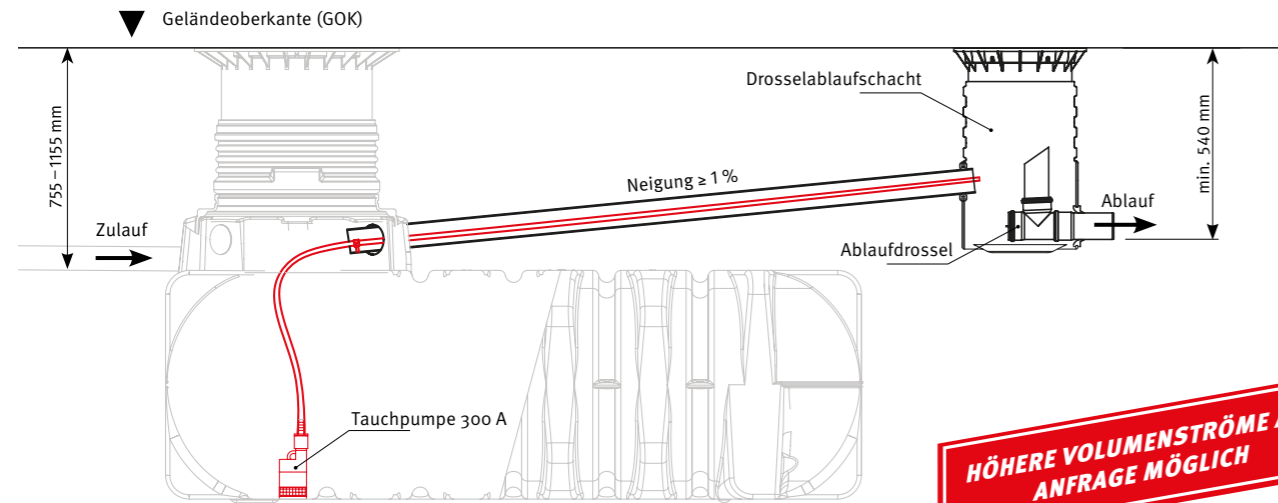 Geländeoberkante (GOK)
Drosselablaufschacht
755 – 1155 mm
min. 540 mm
Neigung ≥ 1 %
Zulauf
Ablauf
Ablaufdrossel
Tauchpumpe 300 A
HÖHERE VOLUMENSTRÖME
ANFRAGE MÖGLICH